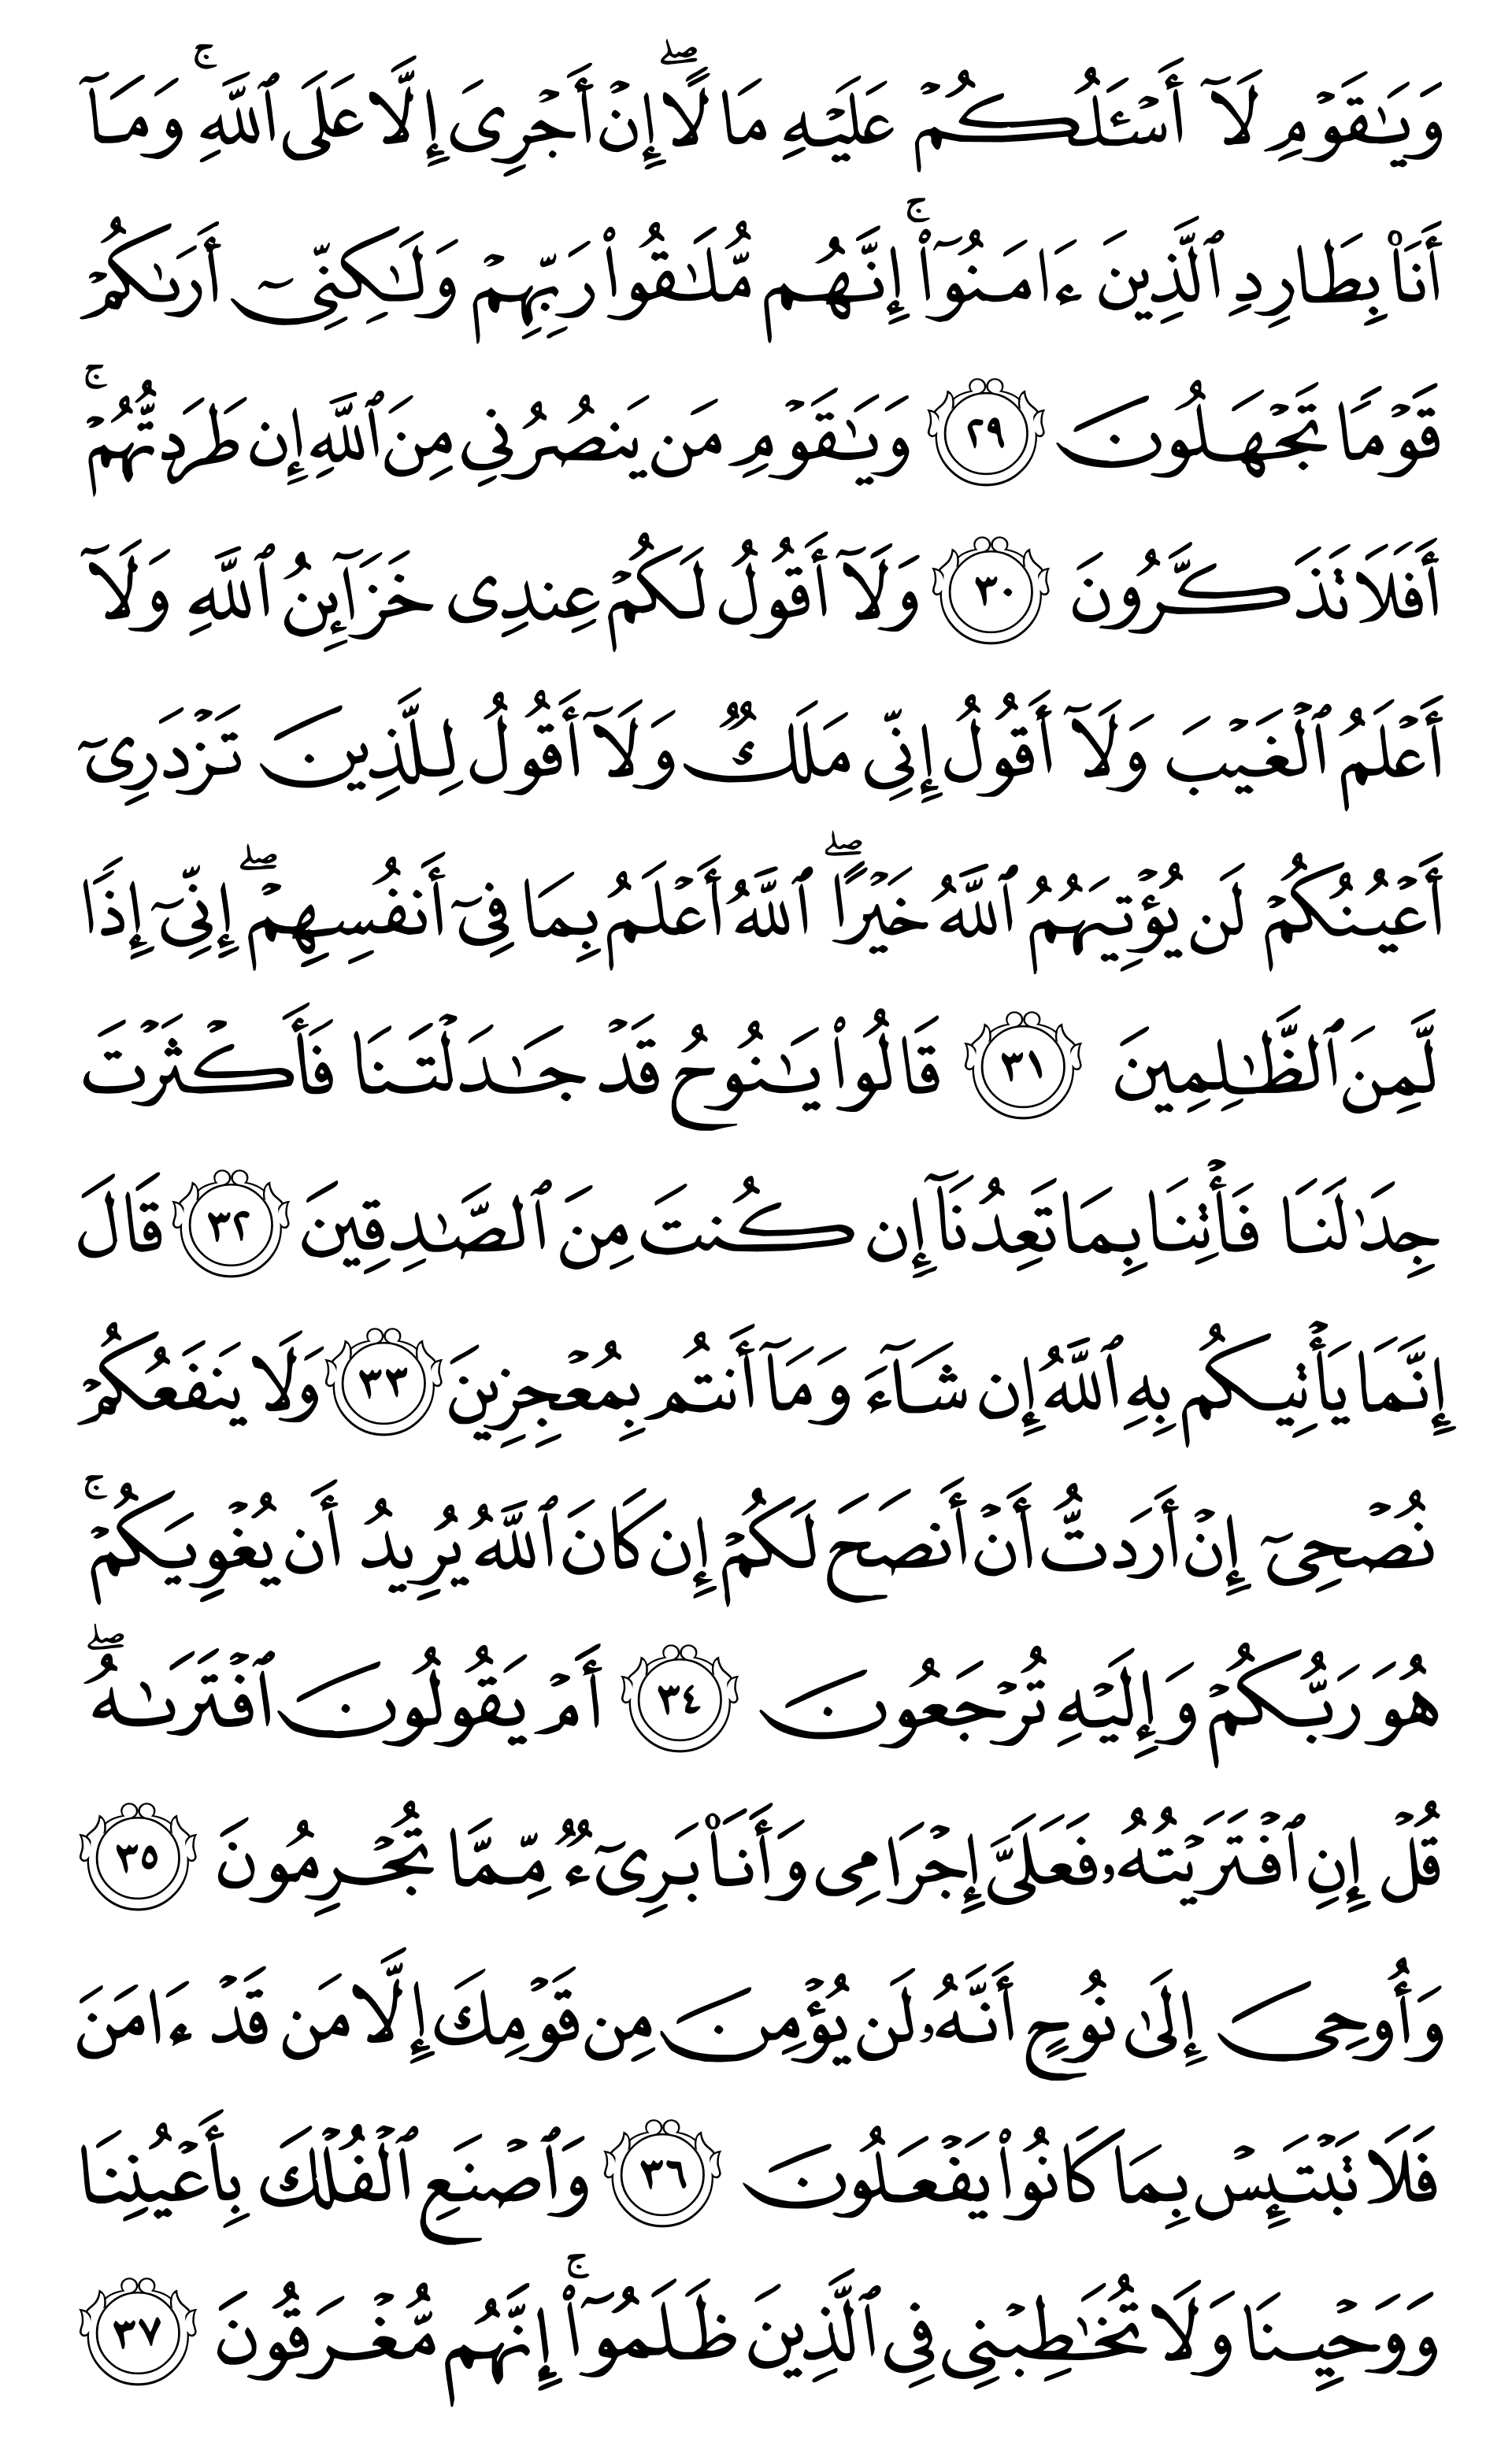 وَيَٰقَوْمِ لَآ أَسْـَٔلُكُمْ عَلَيْهِ مَالًا ۖ إِنْ أَجْرِىَ إِلَّا عَلَى ٱللَّهِ ۚ وَمَآ
أَنَا۠ بِطَارِدِ ٱلَّذِينَ ءَامَنُوٓا۟ ۚ إِنَّهُم مُّلَٰقُوا۟ رَبِّهِمْ وَلَٰكِنِّىٓ أَرَىٰكُمْ
قَوْمًا تَجْهَلُونَ ٢٩ وَيَٰقَوْمِ مَن يَنصُرُنِى مِنَ ٱللَّهِ إِن طَرَدتُّهُمْ ۚ
أَفَلَا تَذَكَّرُونَ ٣٠ وَلَآ أَقُولُ لَكُمْ عِندِى خَزَآئِنُ ٱللَّهِ وَلَآ
أَعْلَمُ ٱلْغَيْبَ وَلَآ أَقُولُ إِنِّى مَلَكٌ وَلَآ أَقُولُ لِلَّذِينَ تَزْدَرِىٓ
أَعْيُنُكُمْ لَن يُؤْتِيَهُمُ ٱللَّهُ خَيْرًا ۖ ٱللَّهُ أَعْلَمُ بِمَا فِىٓ أَنفُسِهِمْ ۖ إِنِّىٓ إِذًا
لَّمِنَ ٱلظَّٰلِمِينَ ٣١ قَالُوا۟ يَٰنُوحُ قَدْ جَٰدَلْتَنَا فَأَكْثَرْتَ
جِدَٰلَنَا فَأْتِنَا بِمَا تَعِدُنَآ إِن كُنتَ مِنَ ٱلصَّٰدِقِينَ ٣٢ قَالَ
إِنَّمَا يَأْتِيكُم بِهِ ٱللَّهُ إِن شَآءَ وَمَآ أَنتُم بِمُعْجِزِينَ ٣٣ وَلَا يَنفَعُكُمْ
نُصْحِىٓ إِنْ أَرَدتُّ أَنْ أَنصَحَ لَكُمْ إِن كَانَ ٱللَّهُ يُرِيدُ أَن يُغْوِيَكُمْ ۚ
هُوَ رَبُّكُمْ وَإِلَيْهِ تُرْجَعُونَ ٣٤ أَمْ يَقُولُونَ ٱفْتَرَىٰهُ ۖ
قُلْ إِنِ ٱفْتَرَيْتُهُۥ فَعَلَىَّ إِجْرَامِى وَأَنَا۠ بَرِىٓءٌ مِّمَّا تُجْرِمُونَ ٣٥
وَأُوحِىَ إِلَىٰ نُوحٍ أَنَّهُۥ لَن يُؤْمِنَ مِن قَوْمِكَ إِلَّا مَن قَدْ ءَامَنَ
فَلَا تَبْتَئِسْ بِمَا كَانُوا۟ يَفْعَلُونَ ٣٦ وَٱصْنَعِ ٱلْفُلْكَ بِأَعْيُنِنَا
وَوَحْيِنَا وَلَا تُخَٰطِبْنِى فِى ٱلَّذِينَ ظَلَمُوٓا۟ ۚ إِنَّهُم مُّغْرَقُونَ ٣٧